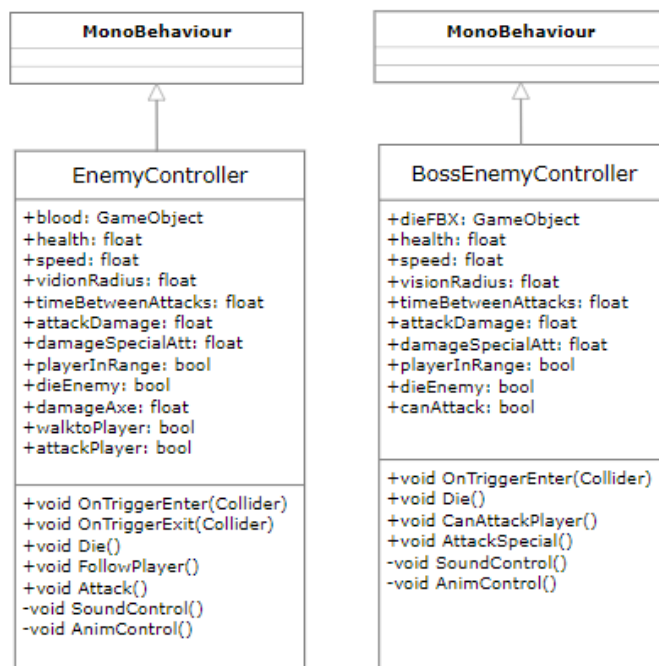 MonoBehaviour
EnemyController
+blood: GameObject
+health: float
+speed: float
+vidionRadius: float
+timeBetweenAttacks: float
+attackDamage: float
+damageSpecialAtt: float
+playerInRange: bool
+dieEnemy: bool
+damageAxe: float
+walktoPlayer: bool
+attackPlayer: bool
+void OnTriggerEnter(Collider)
+void OnTriggerExit(Collider)
+void Die()
+void FollowPlayer()
+void Attack()
-void SoundControl()
-void AnimControl()
MonoBehaviour
BossEnemyController
+dieFBX: GameObject
+health: float
+speed: float
+visionRadius: float
+timeBetweenAttacks: float
+attackDamage: float
+damageSpecialAtt: float
+playerInRange: bool
+dieEnemy: bool
+canAttack: bool
+void OnTriggerEnter(Collider)
+void Die()
+void CanAttackPlayer()
+void AttackSpecial()
-void SoundControl()
-void AnimControl()